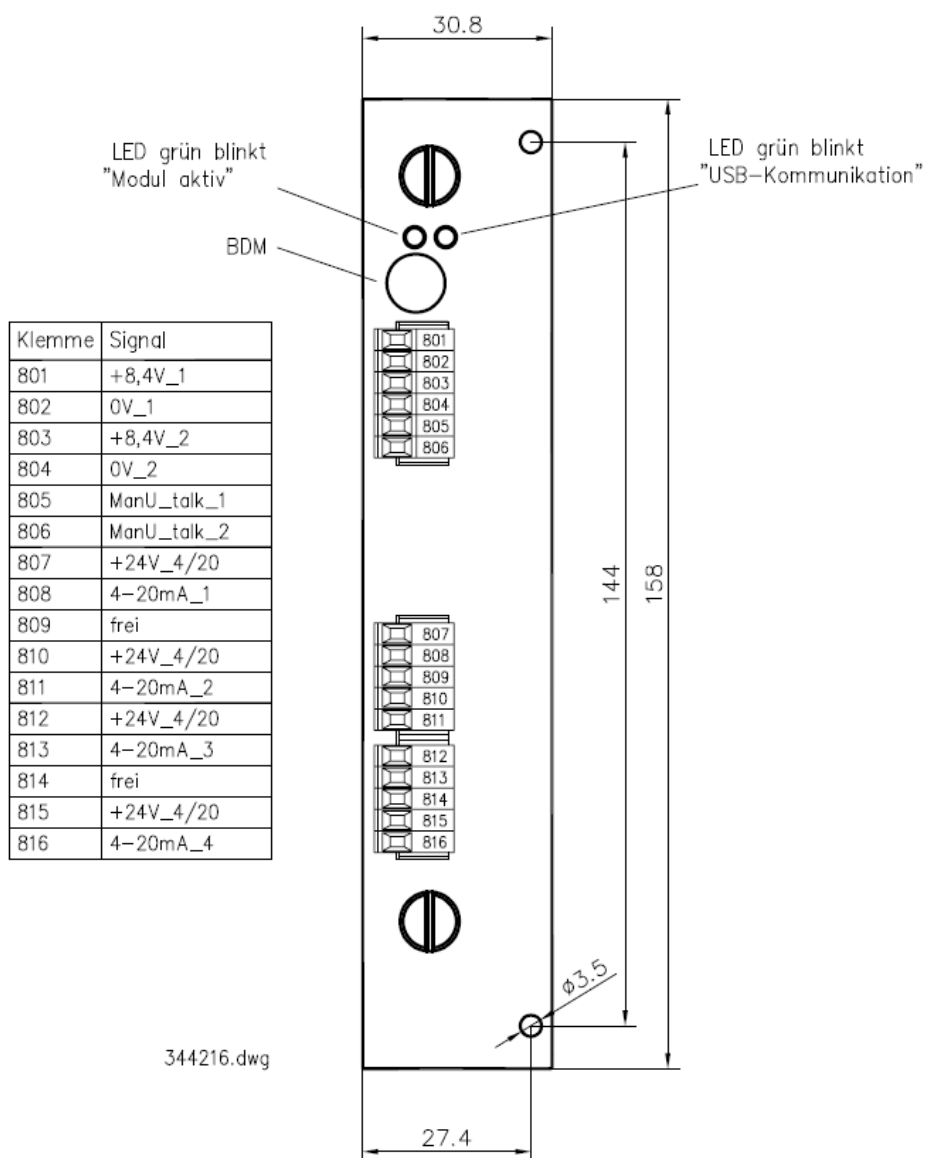 30.8
LED grün blinkt
"Modul aktiv"
LED grün blinkt
"USB-Kommunikation"
BDM
Klemme Signal
801 +8,4V_1
802 0V_1
803 +8,4V_2
804 0V_2
805 ManU_talk_1
806 ManU_talk_2
807 +24V_4/20
808 4-20mA_1
809 frei
810 +24V_4/20
811 4-20mA_2
812 +24V_4/20
813 4-20mA_3
814 frei
815 +24V_4/20
816 4-20mA_4
801
802
803
804
805
806
807
808
809
810
811
812
813
814
815
816
144
158
ø3.5
344216.dwg
27.4